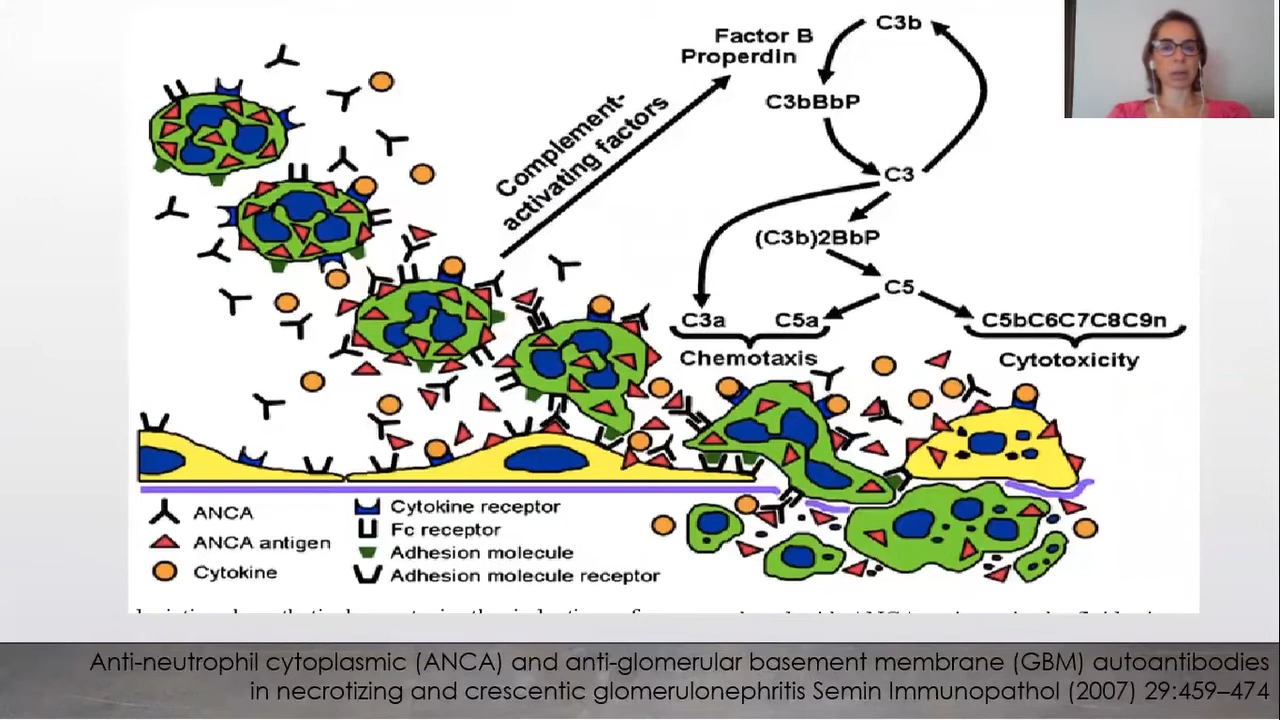 Factor B
Properdin
C3b
C3bBbP
Complement-
activating factors
C3
(C3b)2BbP
C5
C3a
C5a
C5bC6C7C8C9n
Chemotaxis
Cytotoxicity
ANCA
ANCA antigen
Cytokine
Cytokine receptor
Fc receptor
Adhesion molecule
Adhesion molecule receptor
Anti-neutrophil cytoplasmic (ANCA) and anti-glomerular basement membrane (GBM) autoantibodies
in necrotizing and crescentic glomerulonephritis Semin Immunopathol (2007) 29:459–474